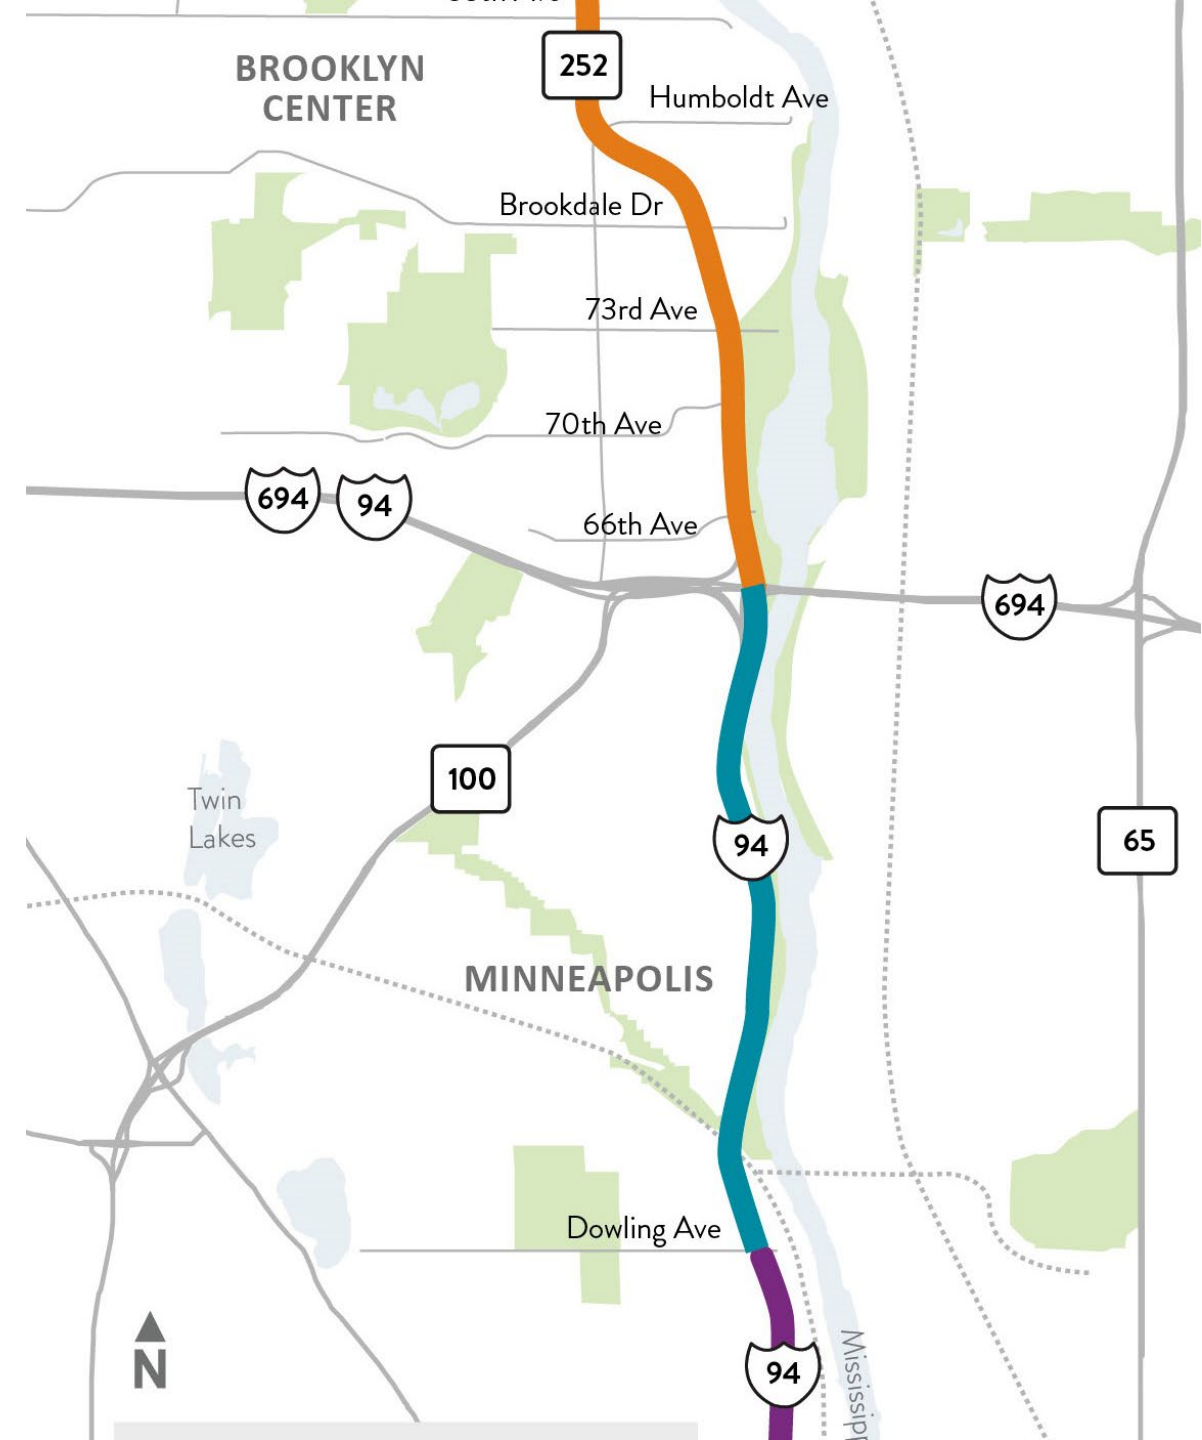 252
BROOKLYN
CENTER
Humboldt Ave
Brookdale Dr
73rd Ave
70th Ave
66th Ave
694
94
694
100
Twin
Lakes
94
65
MINNEAPOLIS
Dowling Ave
N
94